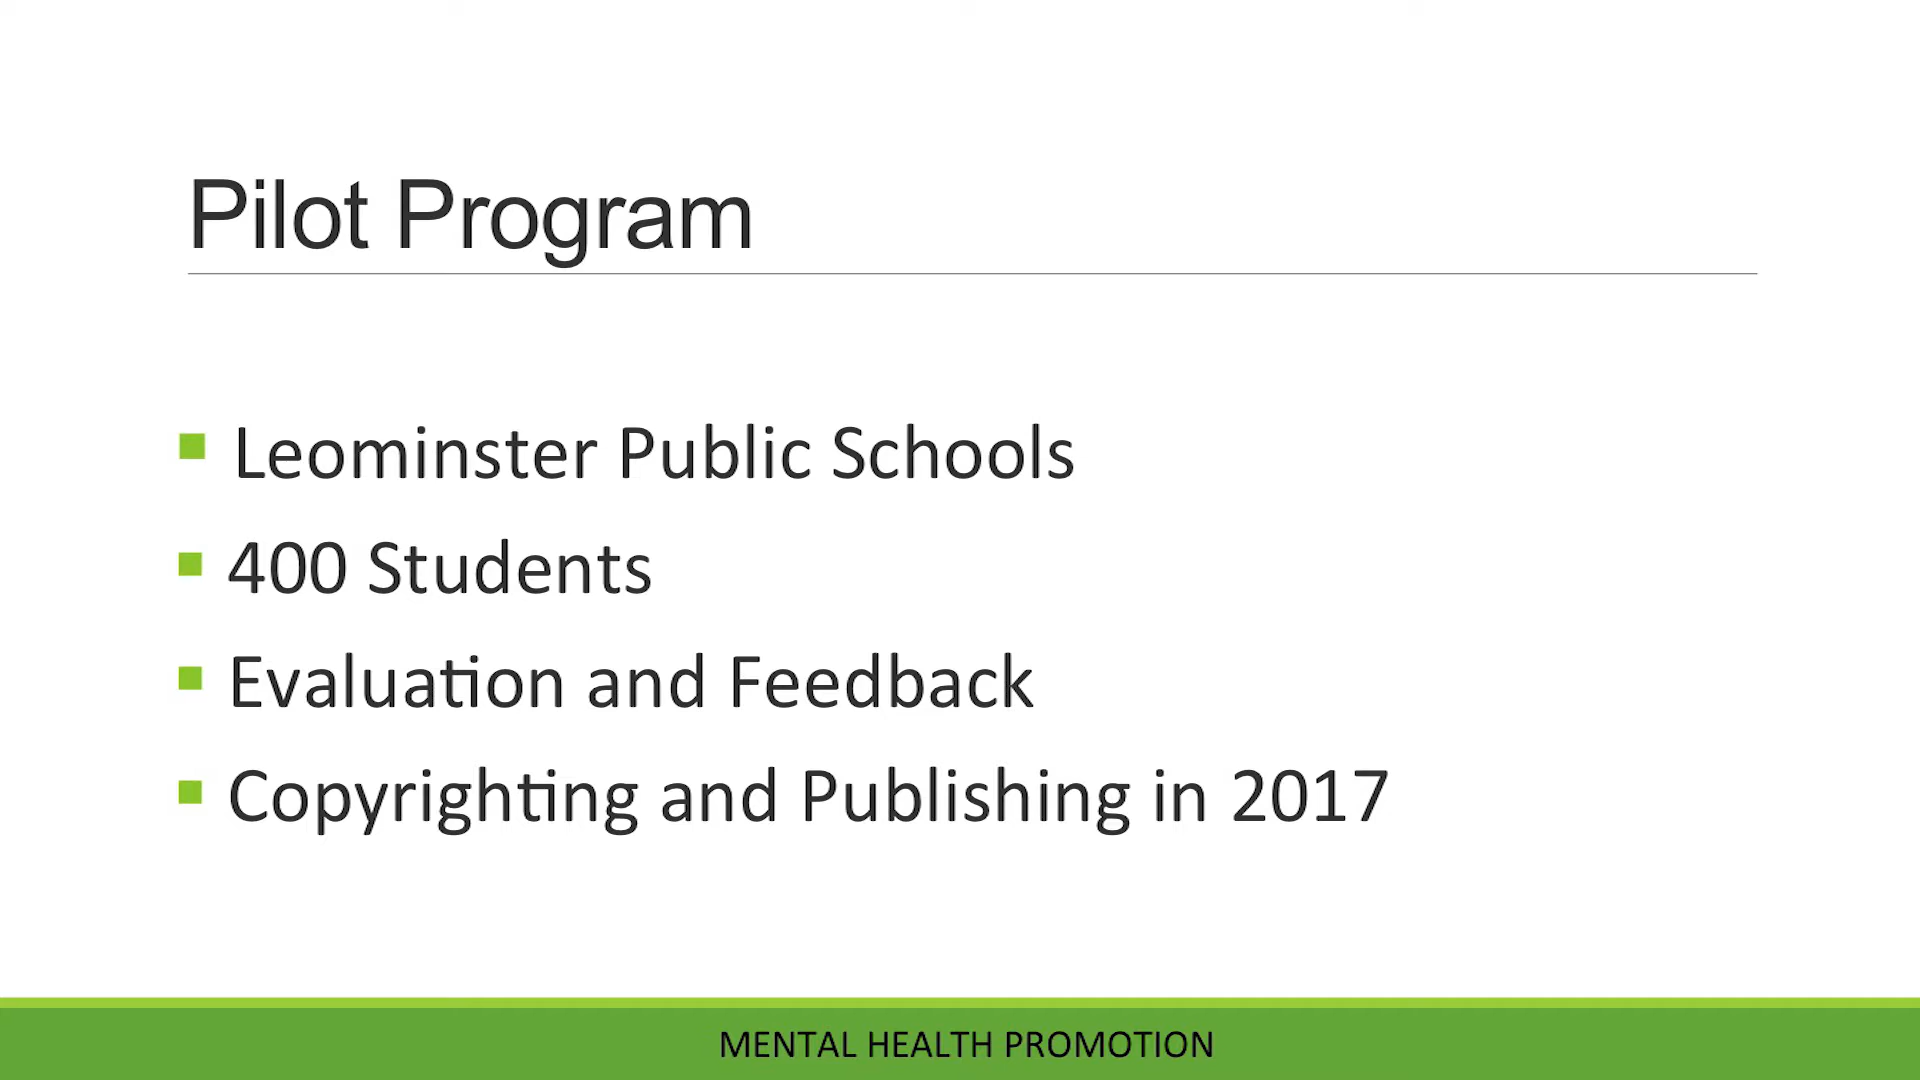 Pilot Program
Leominster Public Schools
400 Students
Evaluation and Feedback
Copyrighting and Publishing in 2017
MENTAL HEALTH PROMOTION